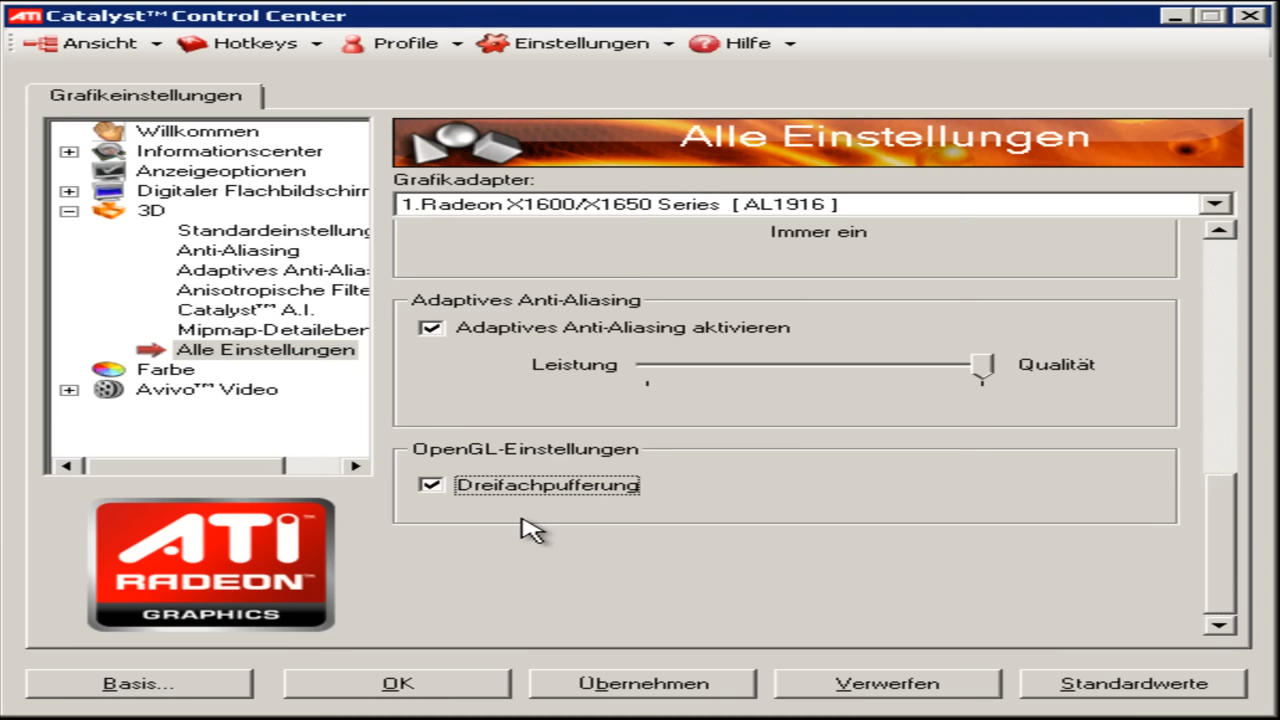 ATI Catalyst™ Control Center
Ansicht Hotkeys Profile Einstellungen Hilfe
Grafikeinstellungen
Willkommen
Informationscenter
Anzeigeoptionen
Digitaler Flachbildschirr
3D
Standardeinstellung
Anti-Aliasing
Adaptives Anti-Alia
Anisotropische Filte
Catalyst™ A.I.
Mipmap-Detaileber
Alle Einstellungen
Farbe
Avivo™ Video
ATI™
RADEON™
GRAPHICS
Alle Einstellungen
Grafikadapter:
1.Radeon X1600/X1650 Series [ AL1916 ]
Immer ein
Adaptives Anti-Aliasing
Adaptives Anti-Aliasing aktivieren
Leistung Qualität
OpenGL-Einstellungen
Dreifachpufferung
Basis... OK Übernehmen Verwerfen Standardwerte